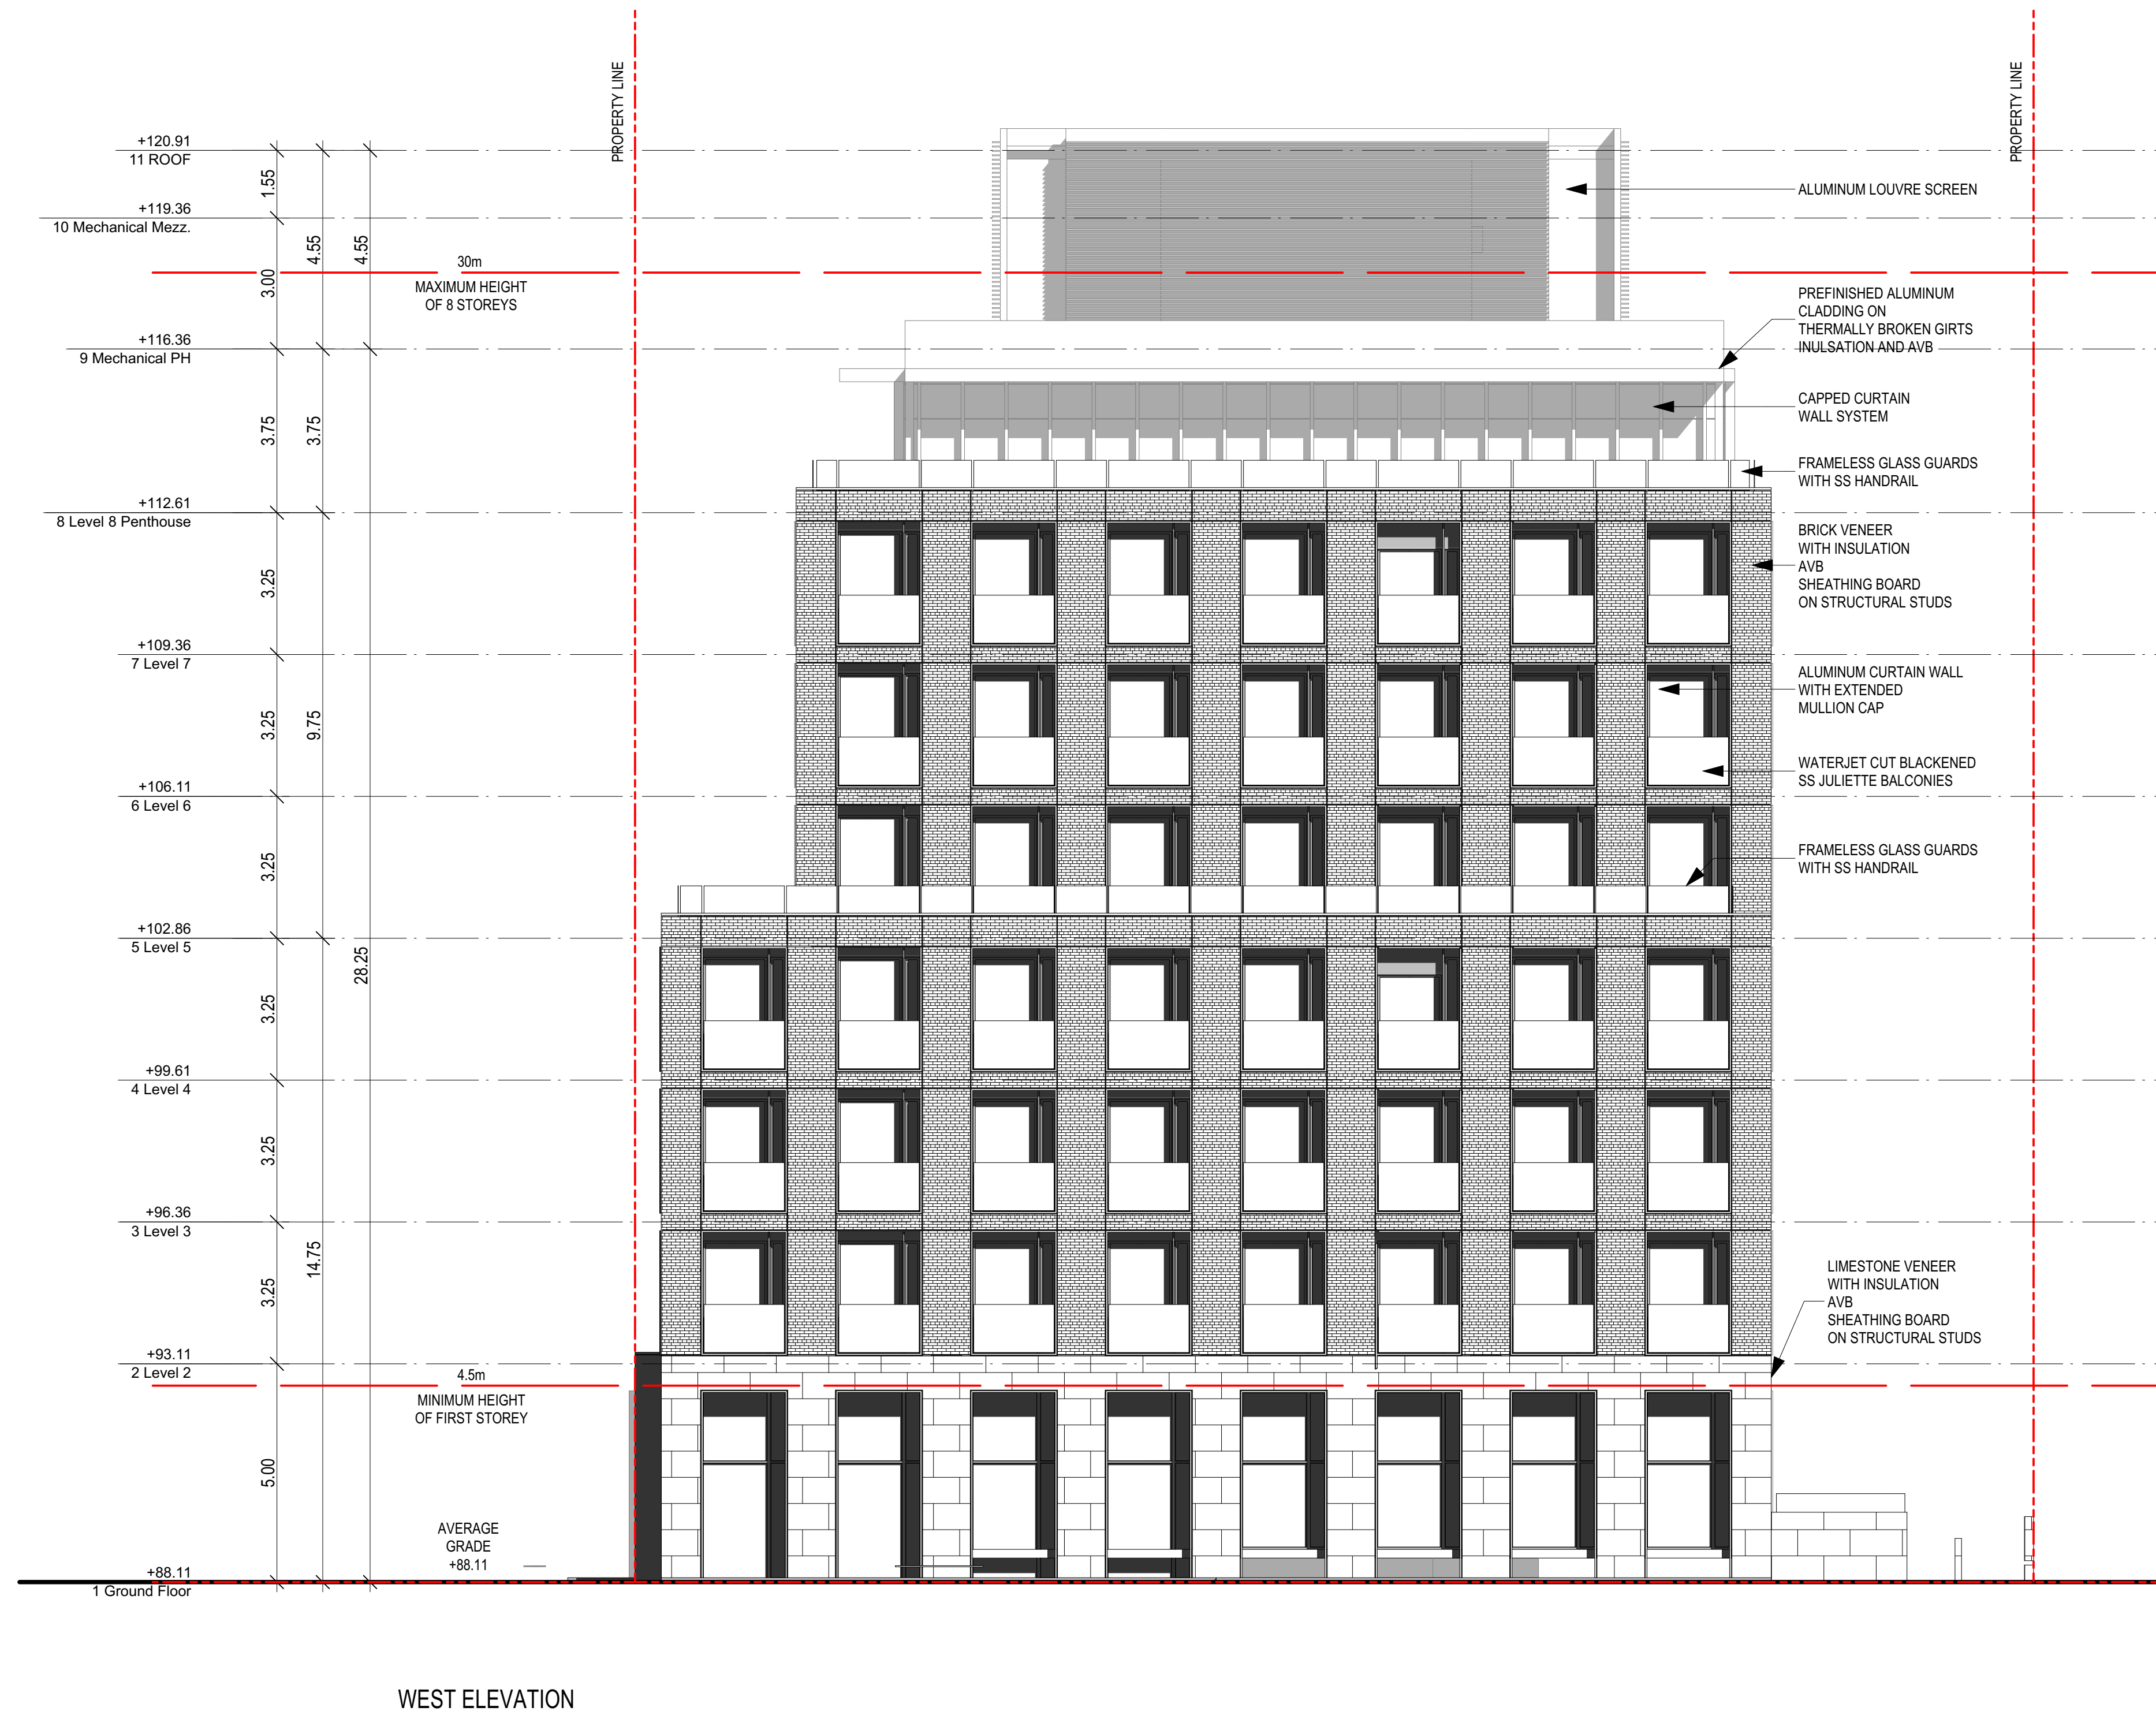 PROPERTY LINE
PROPERTY LINE
+120.91
11 ROOF
1.55
+119.36
10 Mechanical Mezz.
4.55
4.55
3.00
30m
MAXIMUM HEIGHT
OF 8 STOREYS
+116.36
9 Mechanical PH
3.75
3.75
+112.61
8 Level 8 Penthouse
3.25
+109.36
7 Level 7
3.25
9.75
+106.11
6 Level 6
3.25
+102.86
5 Level 5
28.25
3.25
+99.61
4 Level 4
3.25
+96.36
3 Level 3
14.75
3.25
+93.11
2 Level 2
4.5m
MINIMUM HEIGHT
OF FIRST STOREY
5.00
AVERAGE
GRADE
+88.11
+88.11
1 Ground Floor
ALUMINUM LOUVRE SCREEN
PREFINISHED ALUMINUM
CLADDING ON
THERMALLY BROKEN GIRTS
INULSATION AND AVB
CAPPED CURTAIN
WALL SYSTEM
FRAMELESS GLASS GUARDS
WITH SS HANDRAIL
BRICK VENEER
WITH INSULATION
AVB
SHEATHING BOARD
ON STRUCTURAL STUDS
ALUMINUM CURTAIN WALL
WITH EXTENDED
MULLION CAP
WATERJET CUT BLACKENED
SS JULIETTE BALCONIES
FRAMELESS GLASS GUARDS
WITH SS HANDRAIL
LIMESTONE VENEER
WITH INSULATION
AVB
SHEATHING BOARD
ON STRUCTURAL STUDS
WEST ELEVATION